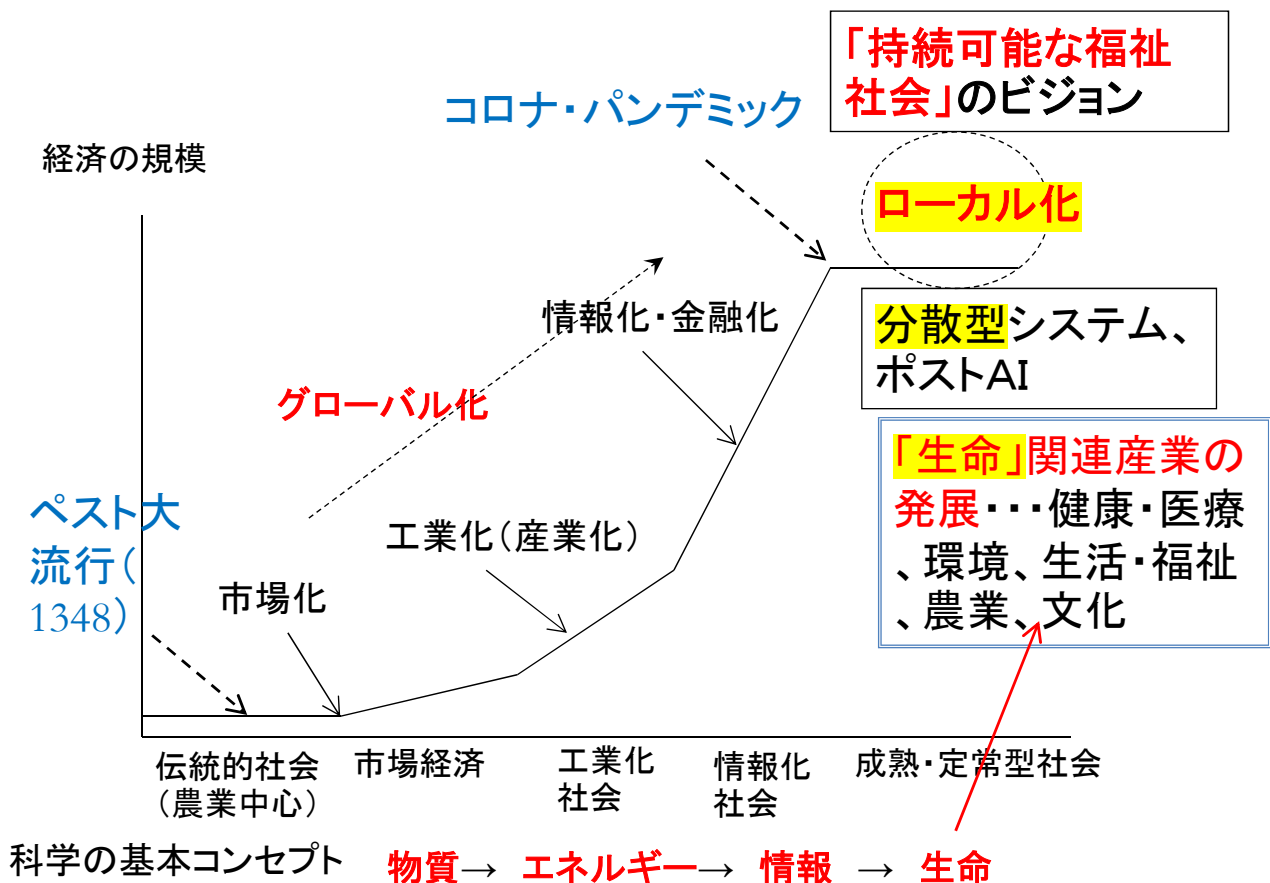 「持続可能な福祉
社会」のビジョン
コロナ・パンデミック
経済の規模
ローカル化
情報化・金融化
分散型システム、
ポストAI
グローバル化
「生命」関連産業の
発展・・・健康・医療
、環境、生活・福祉
、農業、文化
ペスト大
流行(
1348)
工業化(産業化)
市場化
伝統的社会
(農業中心)
市場経済
工業化
社会
情報化
社会
成熟・定常型社会
科学の基本コンセプト 物質→ エネルギー→ 情報 → 生命